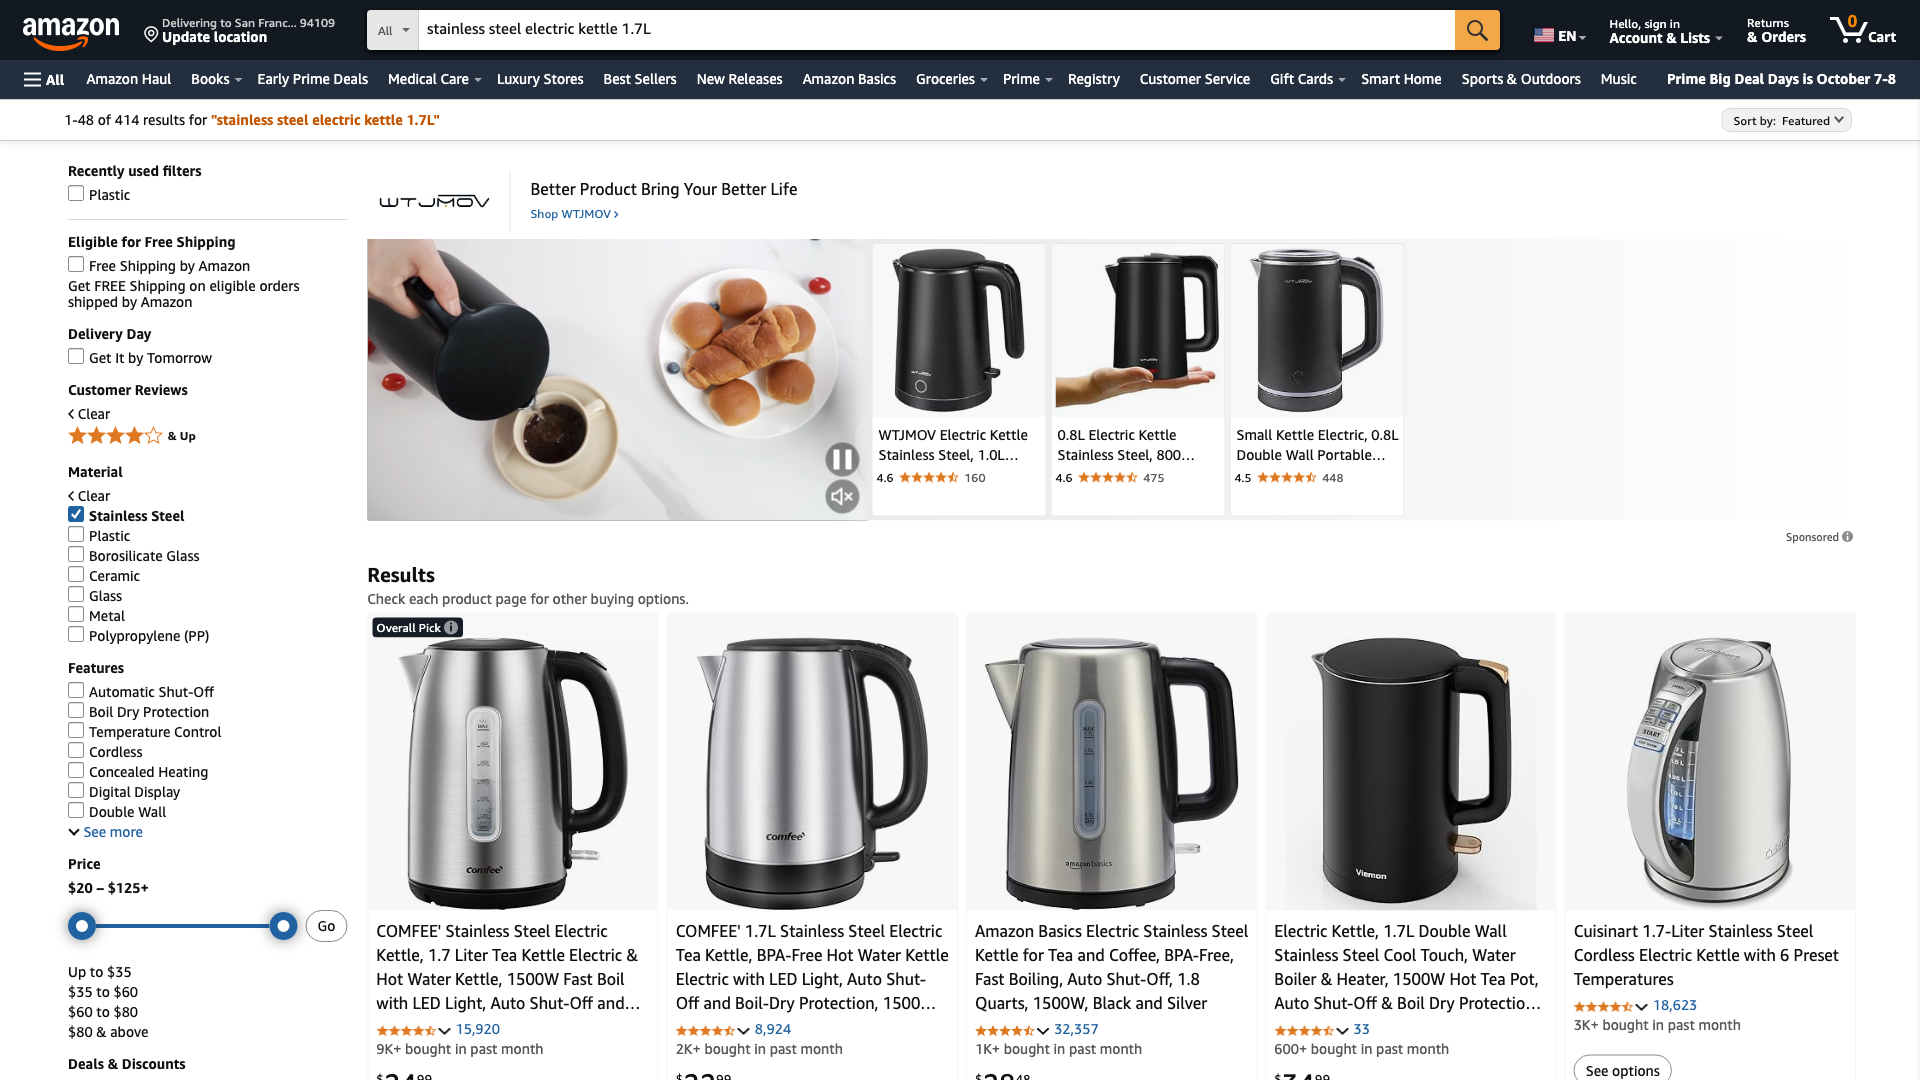 amazon
Delivering to San Franc... 94109
Update location
All
stainless steel electric kettle 1.7L
EN
Hello, sign in
Account & Lists
Returns
& Orders
0
Cart
All
Amazon Haul
Books
Early Prime Deals
Medical Care
Luxury Stores
Best Sellers
New Releases
Amazon Basics
Groceries
Prime
Registry
Customer Service
Gift Cards
Smart Home
Sports & Outdoors
Music
Prime Big Deal Days is October 7-8
1-48 of 414 results for "stainless steel electric kettle 1.7L"
Sort by: Featured
Recently used filters
Plastic
Eligible for Free Shipping
Free Shipping by Amazon
Get FREE Shipping on eligible orders
shipped by Amazon
Delivery Day
Get It by Tomorrow
Customer Reviews
Clear
& Up
Material
Clear
Stainless Steel
Plastic
Borosilicate Glass
Ceramic
Glass
Metal
Polypropylene (PP)
Features
Automatic Shut-Off
Boil Dry Protection
Temperature Control
Cordless
Concealed Heating
Digital Display
Double Wall
See more
Price
$20 – $125+
Go
Up to $35
$35 to $60
$60 to $80
$80 & above
Deals & Discounts
WTJMOV
Better Product Bring Your Better Life
Shop WTJMOV ›
WTJMOV Electric Kettle
Stainless Steel, 1.0L...
4.6 160
0.8L Electric Kettle
Stainless Steel, 800...
4.6 475
Small Kettle Electric, 0.8L
Double Wall Portable...
4.5 448
Sponsored
Results
Check each product page for other buying options.
Overall Pick
comfee'
COMFEE' Stainless Steel Electric
Kettle, 1.7 Liter Tea Kettle Electric &
Hot Water Kettle, 1500W Fast Boil
with LED Light, Auto Shut-Off and...
15,920
9K+ bought in past month
comfee'
COMFEE' 1.7L Stainless Steel Electric
Tea Kettle, BPA-Free Hot Water Kettle
Electric with LED Light, Auto Shut-
Off and Boil-Dry Protection, 1500...
8,924
2K+ bought in past month
amazon basics
Amazon Basics Electric Stainless Steel
Kettle for Tea and Coffee, BPA-Free,
Fast Boiling, Auto Shut-Off, 1.8
Quarts, 1500W, Black and Silver
32,357
1K+ bought in past month
Viemon
Electric Kettle, 1.7L Double Wall
Stainless Steel Cool Touch, Water
Boiler & Heater, 1500W Hot Tea Pot,
Auto Shut-Off & Boil Dry Protectio...
33
600+ bought in past month
START
Cuisinart 1.7-Liter Stainless Steel
Cordless Electric Kettle with 6 Preset
Temperatures
18,623
3K+ bought in past month
See options